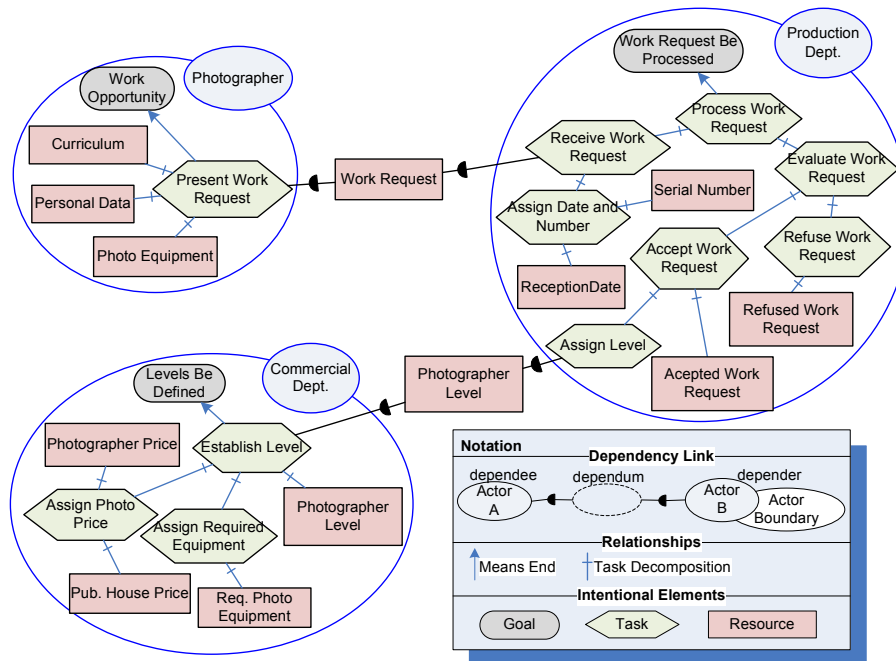 Work
Opportunity
Photographer
Curriculum
Present Work
Request
Personal Data
Photo Equipment
Work Request
Work Request Be
Processed
Production
Dept.
Process Work
Request
Receive Work
Request
Evaluate Work
Request
Serial Number
Assign Date and
Number
Accept Work
Request
Refuse Work
Request
ReceptionDate
Refused Work
Request
Assign Level
Acepted Work
Request
Photographer
Level
Levels Be
Defined
Commercial
Dept.
Photographer Price
Establish Level
Assign Photo
Price
Assign Required
Equipment
Photographer
Level
Pub. House Price
Req. Photo
Equipment
Notation
Dependency Link
dependee
dependum
depender
Actor
A
Actor
B
Actor
Boundary
Relationships
Means End
Task Decomposition
Intentional Elements
Goal
Task
Resource